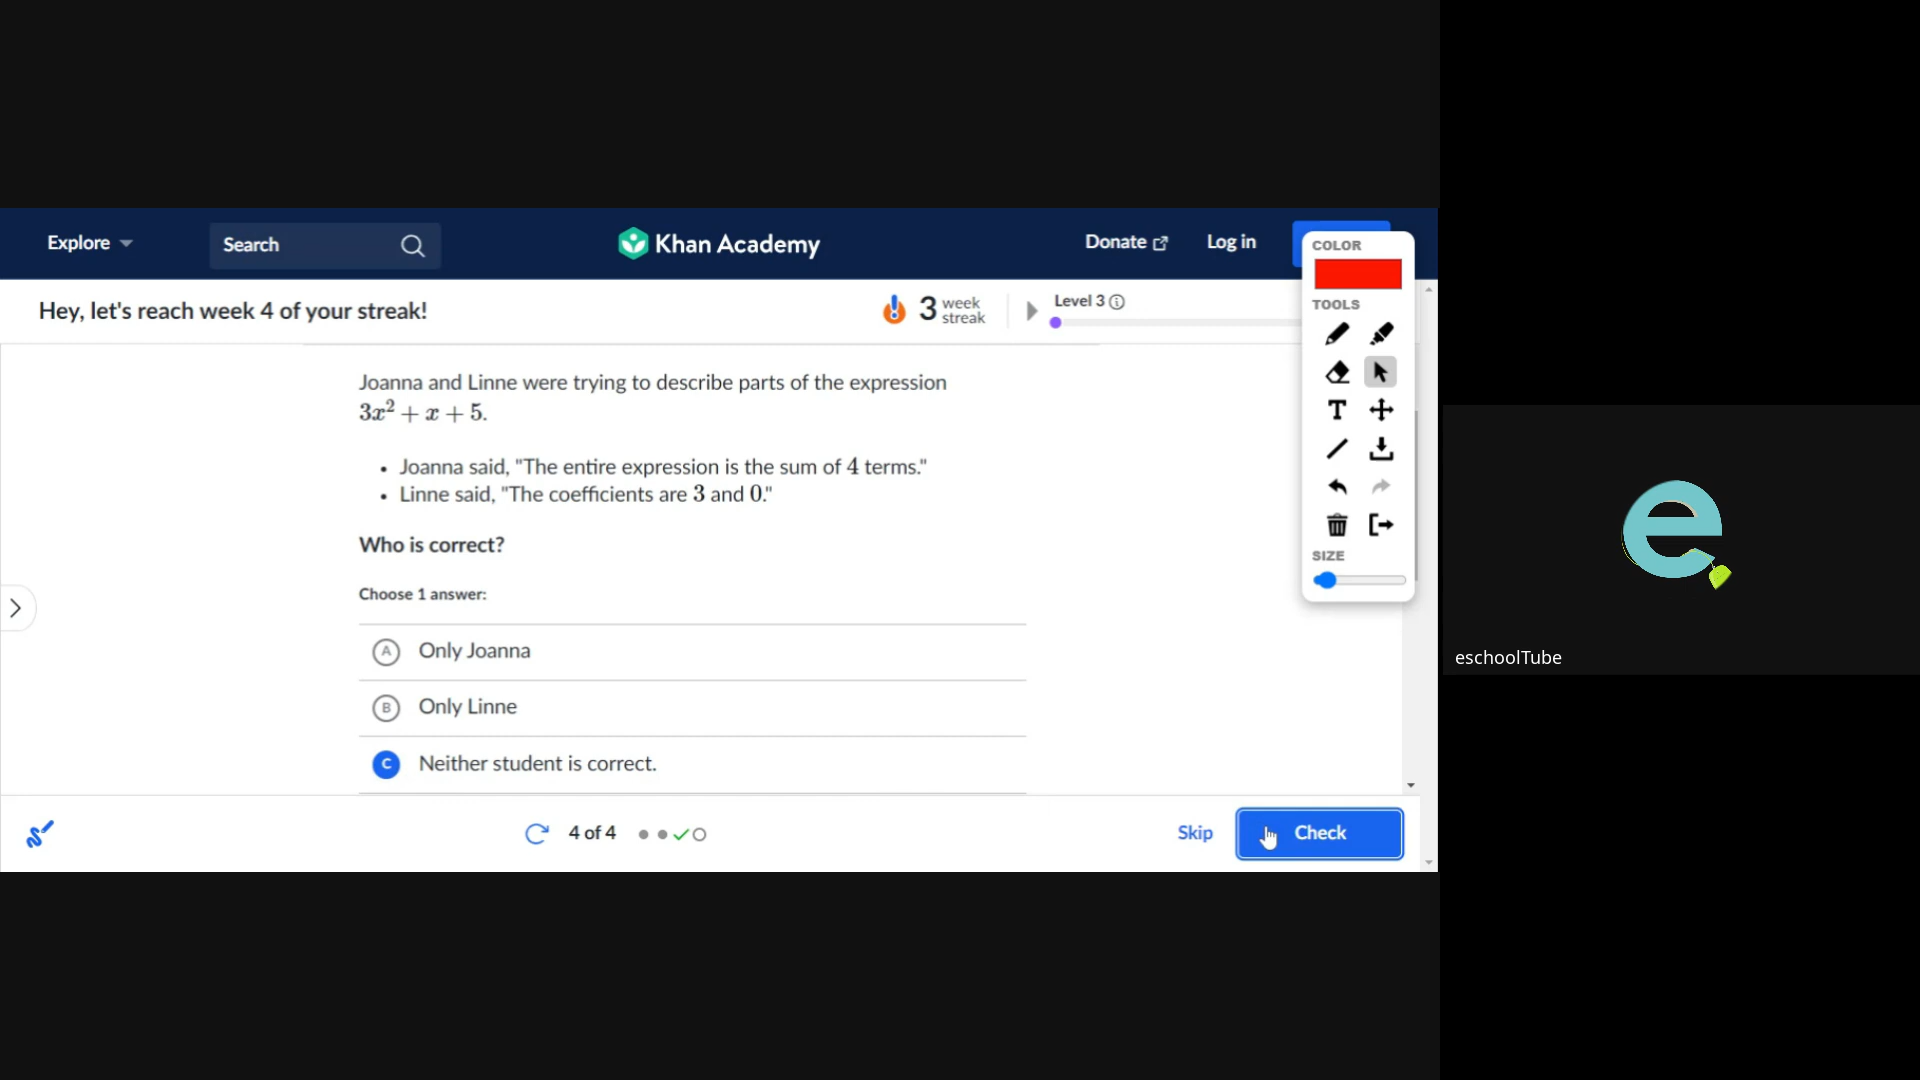 Explore
Search
Khan Academy
Donate
Log in
COLOR
Hey, let's reach week 4 of your streak!
3 week streak
Level 3
TOOLS
Joanna and Linne were trying to describe parts of the expression
3x² + x + 5.
• Joanna said, "The entire expression is the sum of 4 terms."
• Linne said, "The coefficients are 3 and 0."
Who is correct?
SIZE
Choose 1 answer:
A Only Joanna
B Only Linne
C Neither student is correct.
4 of 4
Skip
Check
T
e
eschoolTube